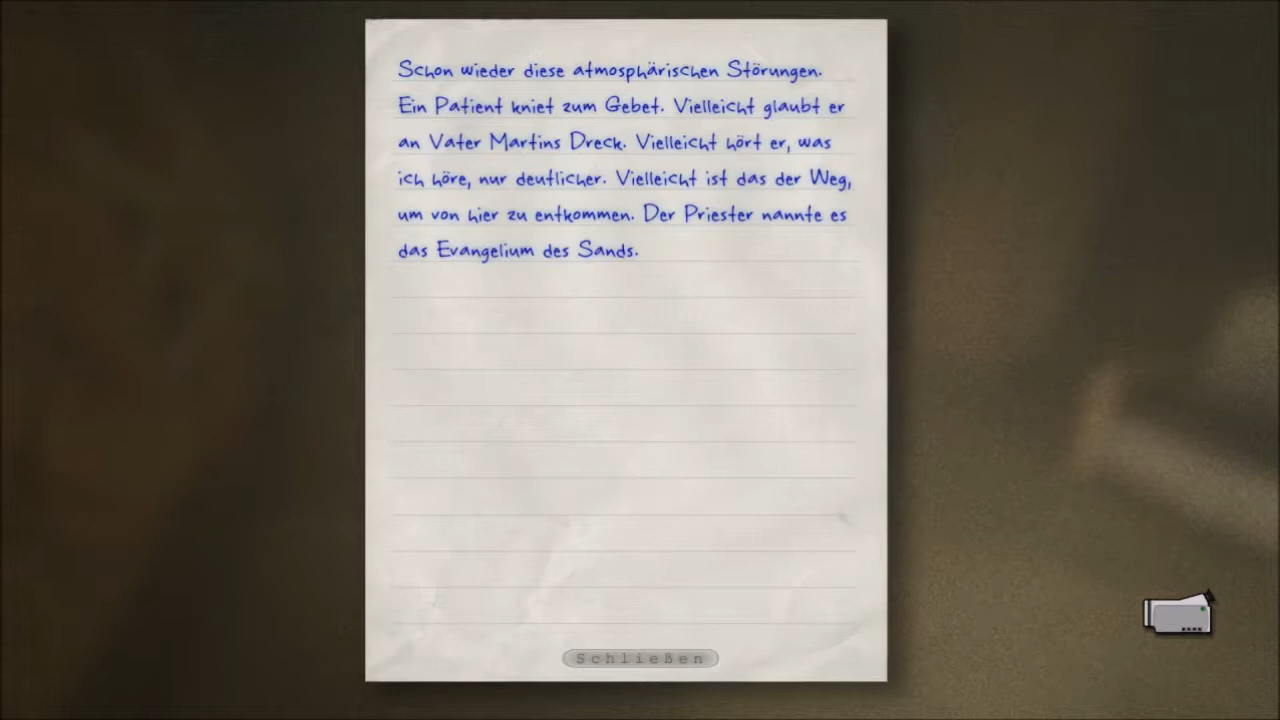 Schon wieder diese atmosphärischen Störungen.
Ein Patient kniet zum Gebet. Vielleicht glaubt er
an Vater Martins Dreck. Vielleicht hört er, was
ich höre, nur deutlicher. Vielleicht ist das der Weg,
um von hier zu entkommen. Der Priester nannte es
das Evangelium des Sands.
Schließen